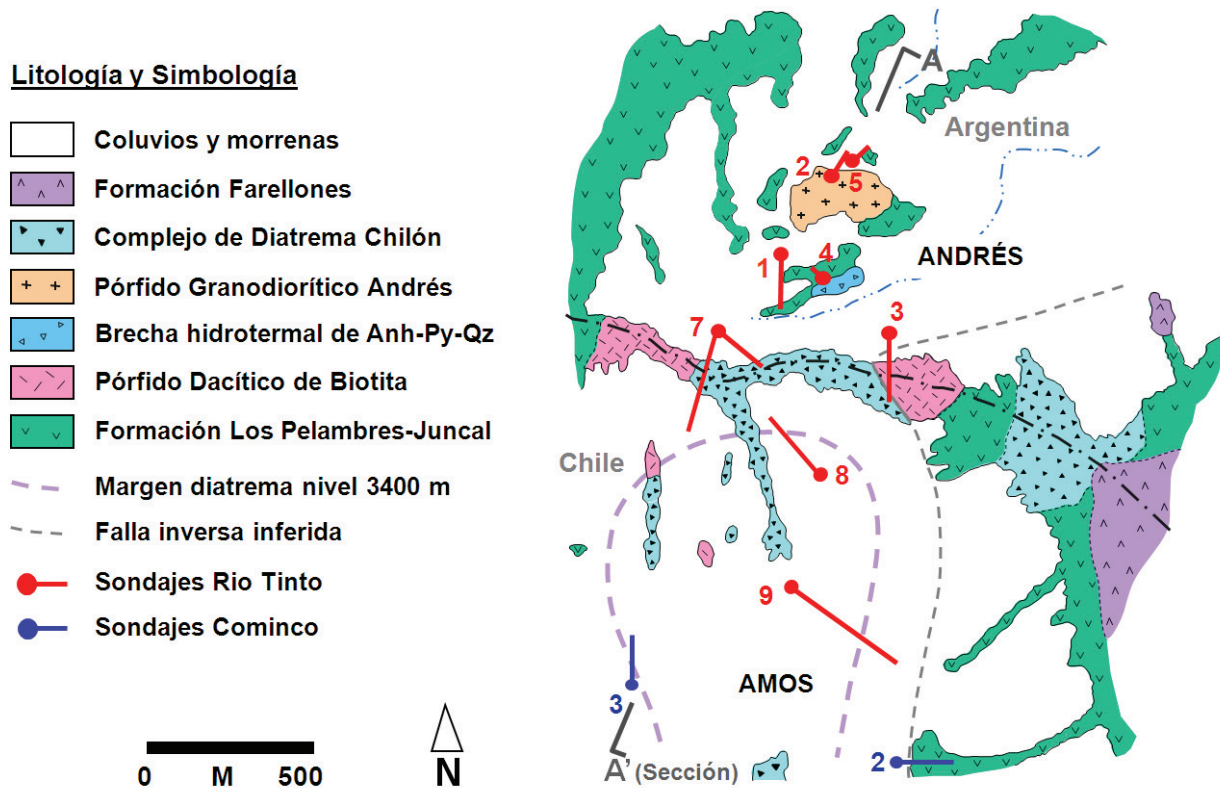 Litología y Simbología
Coluvios y morrenas
Formación Farellones
Complejo de Diatrema Chilón
Pórfido Granodiorítico Andrés
Brecha hidrotermal de Anh-Py-Qz
Pórfido Dacítico de Biotita
Formación Los Pelambres-Juncal
Margen diatrema nivel 3400 m
Falla inversa inferida
Sondajes Rio Tinto
Sondajes Cominco
0 M 500
N
A
Argentina
2
5
ANDRÉS
1
4
3
7
Chile
8
9
AMOS
3
A' (Sección)
2